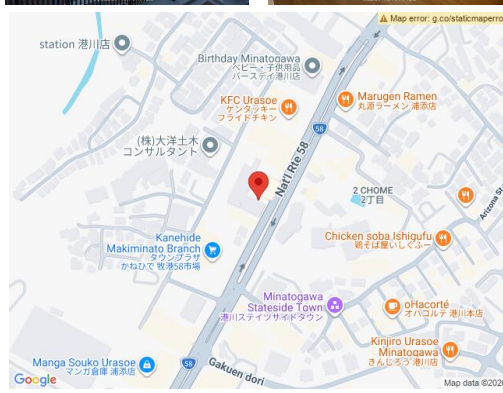 Map error: g.co/staticmaperro
station 港川店
Birthday Minatogawa
ベビー・子供用品
バースデイ港川店
KFC Urasoe
ケンタッキー
フライドチキン
Marugen Ramen
丸源ラーメン 浦添店
58
(株)大洋土木
コンサルタント
Nat'l Rte 58
2 CHOME
2丁目
Arizona St
Kanehide
Makiminato Branch
タウンプラザ
かねひで 牧港58市場
Chicken soba Ishigufu
鶏そば屋いしぐふー
Minatogawa
Stateside Town
港川ステイツサイドタウン
oHacorté
オハコルテ 港川本店
Kinjiro Urasoe
Minatogawa
きんじろう 港川店
Manga Souko Urasoe
マンガ倉庫 浦添店
58
Gakuen dori
Google
Map data ©202